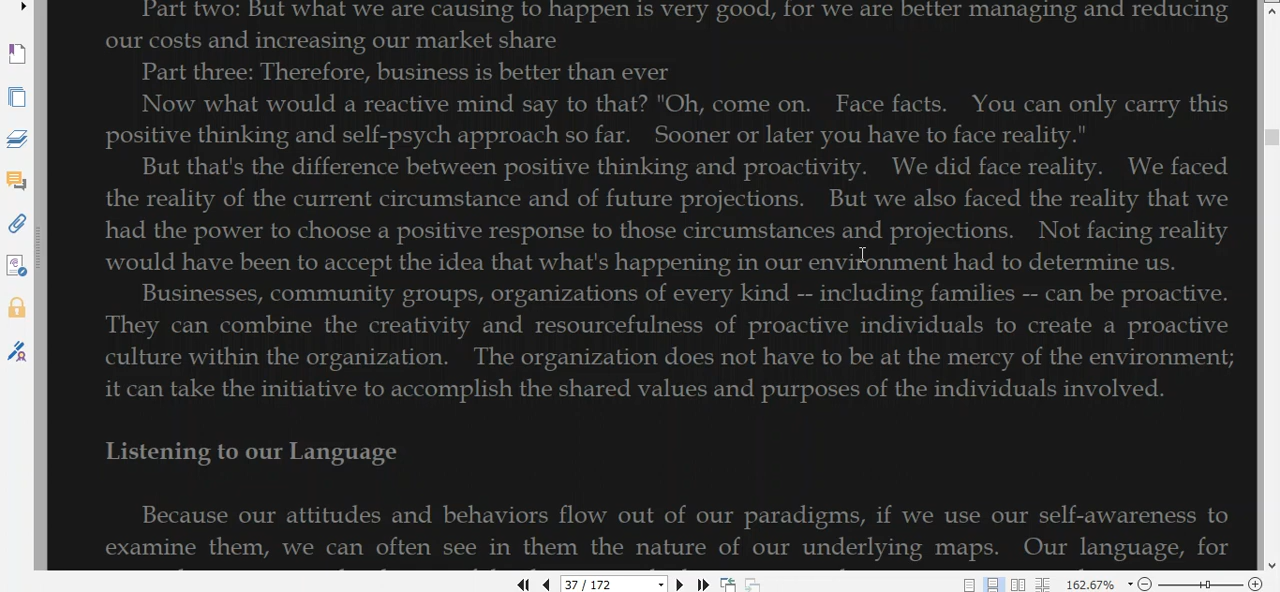 Part two: But what we are causing to happen is very good, for we are better managing and reducing
our costs and increasing our market share
Part three: Therefore, business is better than ever
Now what would a reactive mind say to that? "Oh, come on. Face facts. You can only carry this
positive thinking and self-psych approach so far. Sooner or later you have to face reality."
But that's the difference between positive thinking and proactivity. We did face reality. We faced
the reality of the current circumstance and of future projections. But we also faced the reality that we
had the power to choose a positive response to those circumstances and projections. Not facing reality
would have been to accept the idea that what's happening in our environment had to determine us.
Businesses, community groups, organizations of every kind -- including families -- can be proactive.
They can combine the creativity and resourcefulness of proactive individuals to create a proactive
culture within the organization. The organization does not have to be at the mercy of the environment;
it can take the initiative to accomplish the shared values and purposes of the individuals involved.
Listening to our Language
Because our attitudes and behaviors flow out of our paradigms, if we use our self-awareness to
examine them, we can often see in them the nature of our underlying maps. Our language, for
37 / 172
162.67%